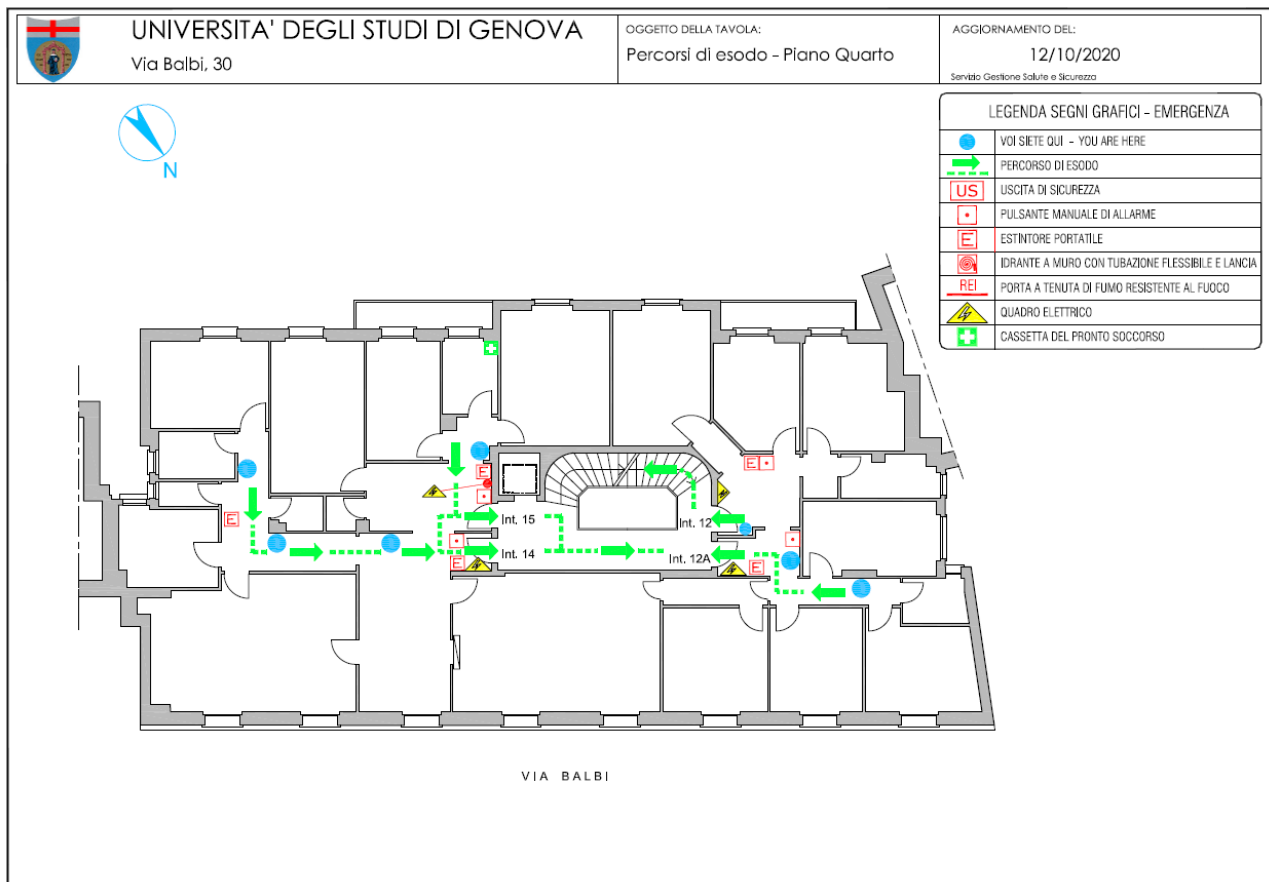 UNIVERSITA' DEGLI STUDI DI GENOVA
Via Balbi, 30
OGGETTO DELLA TAVOLA:
Percorsi di esodo - Piano Quarto
AGGIORNAMENTO DEL:
12/10/2020
Servizio Gestione Salute e Sicurezza
N
LEGENDA SEGNI GRAFICI - EMERGENZA
VOI SIETE QUI - YOU ARE HERE
PERCORSO DI ESODO
US USCITA DI SICUREZZA
PULSANTE MANUALE DI ALLARME
E ESTINTORE PORTATILE
IDRANTE A MURO CON TUBAZIONE FLESSIBILE E LANCIA
REI PORTA A TENUTA DI FUMO RESISTENTE AL FUOCO
QUADRO ELETTRICO
CASSETTA DEL PRONTO SOCCORSO
E
E
E
Int. 15
Int. 12
Int. 14
Int. 12A
E
E
VIA BALBI